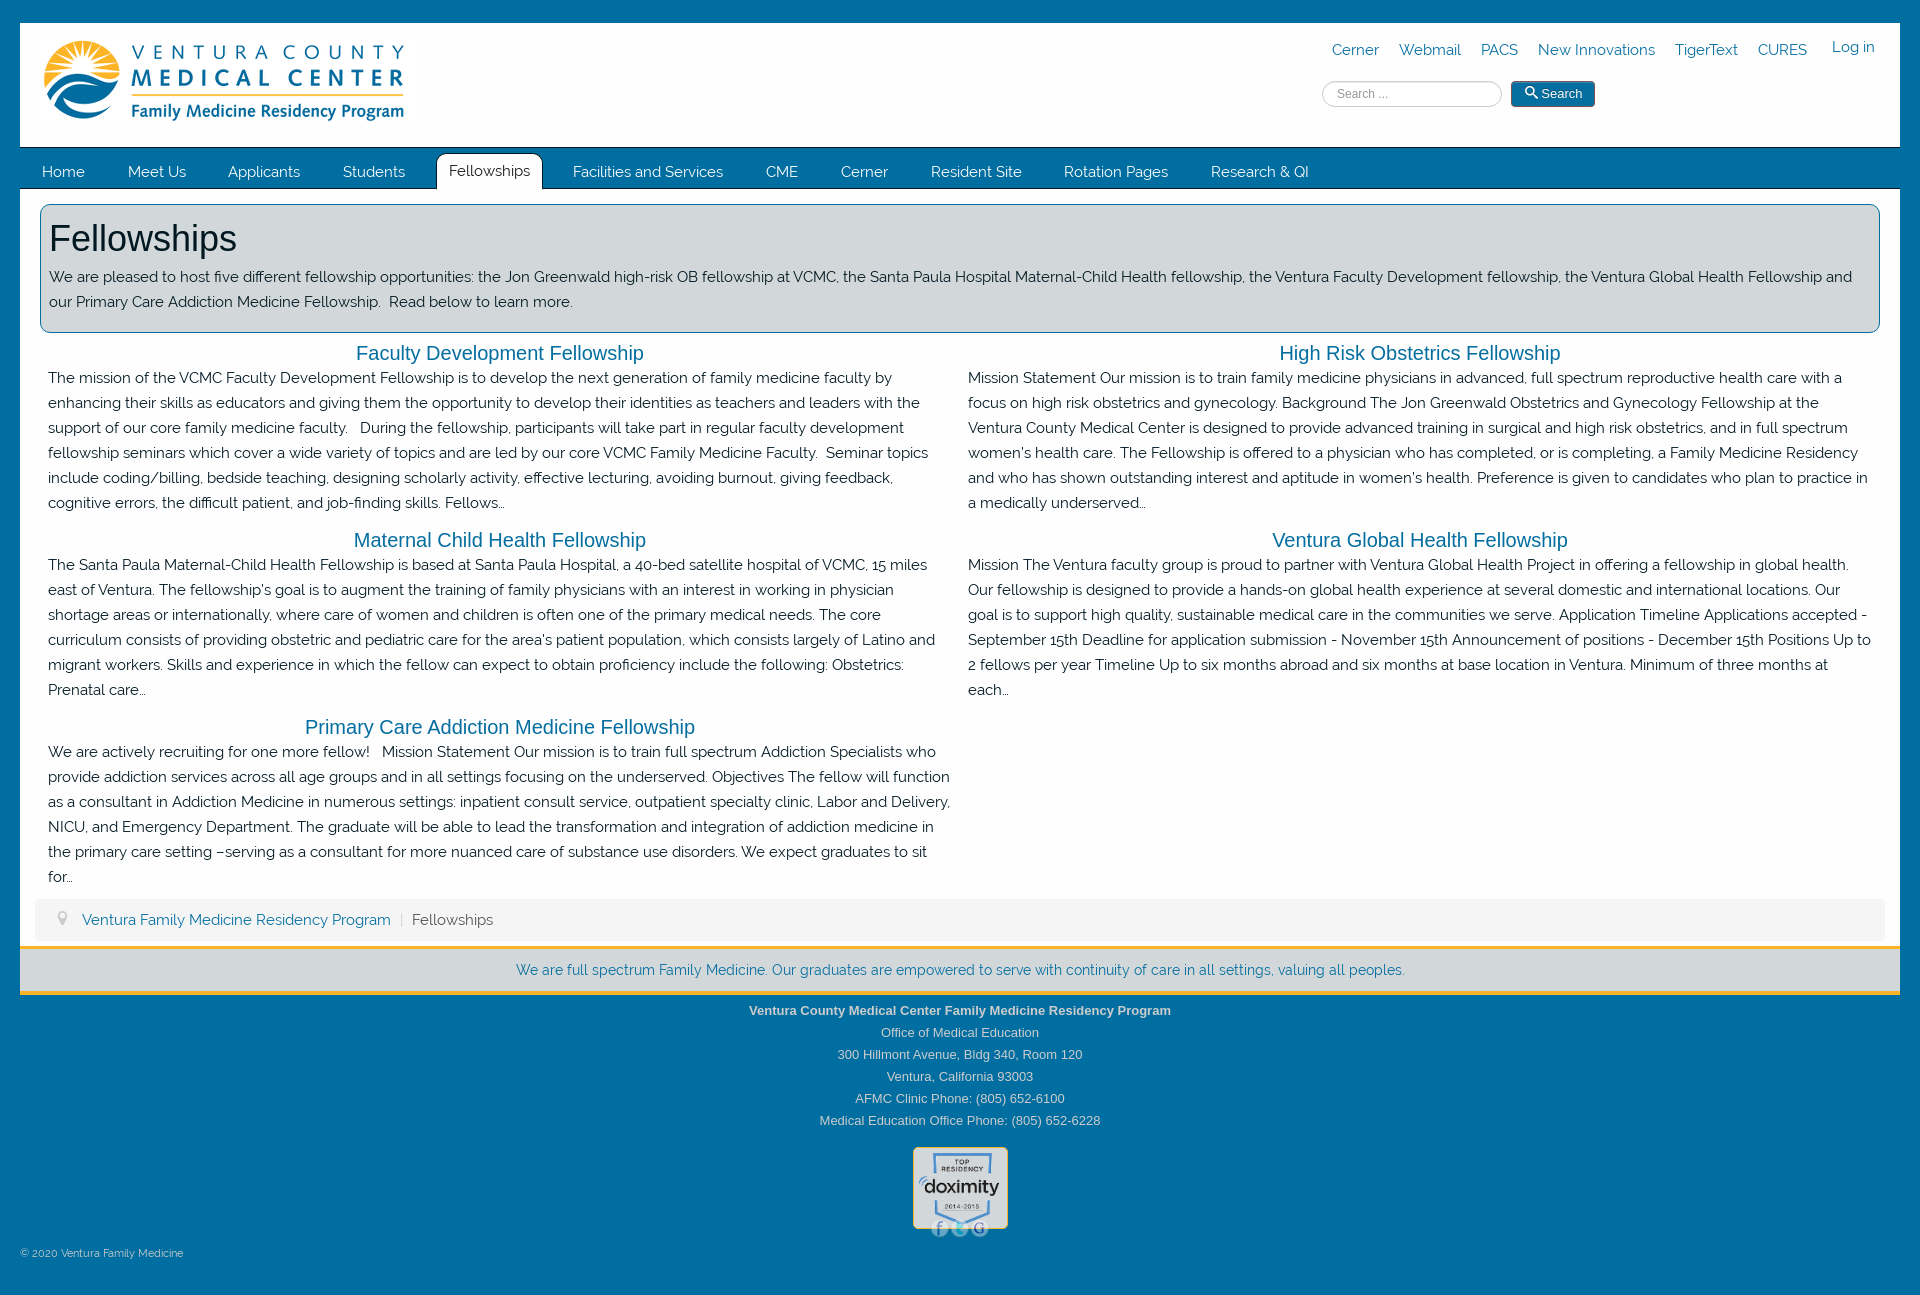 VENTURA COUNTY
MEDICAL CENTER
Family Medicine Residency Program
Cerner Webmail PACS New Innovations TigerText CURES Log in
Search ... Search
Home Meet Us Applicants Students Fellowships Facilities and Services CME Cerner Resident Site Rotation Pages Research & QI
Fellowships
We are pleased to host five different fellowship opportunities: the Jon Greenwald high-risk OB fellowship at VCMC, the Santa Paula Hospital Maternal-Child Health fellowship, the Ventura Faculty Development fellowship, the Ventura Global Health Fellowship and
our Primary Care Addiction Medicine Fellowship.  Read below to learn more.
Faculty Development Fellowship
The mission of the VCMC Faculty Development Fellowship is to develop the next generation of family medicine faculty by
enhancing their skills as educators and giving them the opportunity to develop their identities as teachers and leaders with the
support of our core family medicine faculty.   During the fellowship, participants will take part in regular faculty development
fellowship seminars which cover a wide variety of topics and are led by our core VCMC Family Medicine Faculty.  Seminar topics
include coding/billing, bedside teaching, designing scholarly activity, effective lecturing, avoiding burnout, giving feedback,
cognitive errors, the difficult patient, and job-finding skills. Fellows...
High Risk Obstetrics Fellowship
Mission Statement Our mission is to train family medicine physicians in advanced, full spectrum reproductive health care with a
focus on high risk obstetrics and gynecology. Background The Jon Greenwald Obstetrics and Gynecology Fellowship at the
Ventura County Medical Center is designed to provide advanced training in surgical and high risk obstetrics, and in full spectrum
women's health care. The Fellowship is offered to a physician who has completed, or is completing, a Family Medicine Residency
and who has shown outstanding interest and aptitude in women's health. Preference is given to candidates who plan to practice in
a medically underserved...
Maternal Child Health Fellowship
The Santa Paula Maternal-Child Health Fellowship is based at Santa Paula Hospital, a 40-bed satellite hospital of VCMC, 15 miles
east of Ventura. The fellowship's goal is to augment the training of family physicians with an interest in working in physician
shortage areas or internationally, where care of women and children is often one of the primary medical needs. The core
curriculum consists of providing obstetric and pediatric care for the area's patient population, which consists largely of Latino and
migrant workers. Skills and experience in which the fellow can expect to obtain proficiency include the following: Obstetrics:
Prenatal care...
Ventura Global Health Fellowship
Mission The Ventura faculty group is proud to partner with Ventura Global Health Project in offering a fellowship in global health.
Our fellowship is designed to provide a hands-on global health experience at several domestic and international locations. Our
goal is to support high quality, sustainable medical care in the communities we serve. Application Timeline Applications accepted -
September 15th Deadline for application submission - November 15th Announcement of positions - December 15th Positions Up to
2 fellows per year Timeline Up to six months abroad and six months at base location in Ventura. Minimum of three months at
each...
Primary Care Addiction Medicine Fellowship
We are actively recruiting for one more fellow!   Mission Statement Our mission is to train full spectrum Addiction Specialists who
provide addiction services across all age groups and in all settings focusing on the underserved. Objectives The fellow will function
as a consultant in Addiction Medicine in numerous settings: inpatient consult service, outpatient specialty clinic, Labor and Delivery,
NICU, and Emergency Department. The graduate will be able to lead the transformation and integration of addiction medicine in
the primary care setting –serving as a consultant for more nuanced care of substance use disorders. We expect graduates to sit
for...
Ventura Family Medicine Residency Program | Fellowships
We are full spectrum Family Medicine. Our graduates are empowered to serve with continuity of care in all settings, valuing all peoples.
Ventura County Medical Center Family Medicine Residency Program
Office of Medical Education
300 Hillmont Avenue, Bldg 340, Room 120
Ventura, California 93003
AFMC Clinic Phone: (805) 652-6100
Medical Education Office Phone: (805) 652-6228
TOP
RESIDENCY
doximity
2014-2015
f t G
© 2020 Ventura Family Medicine